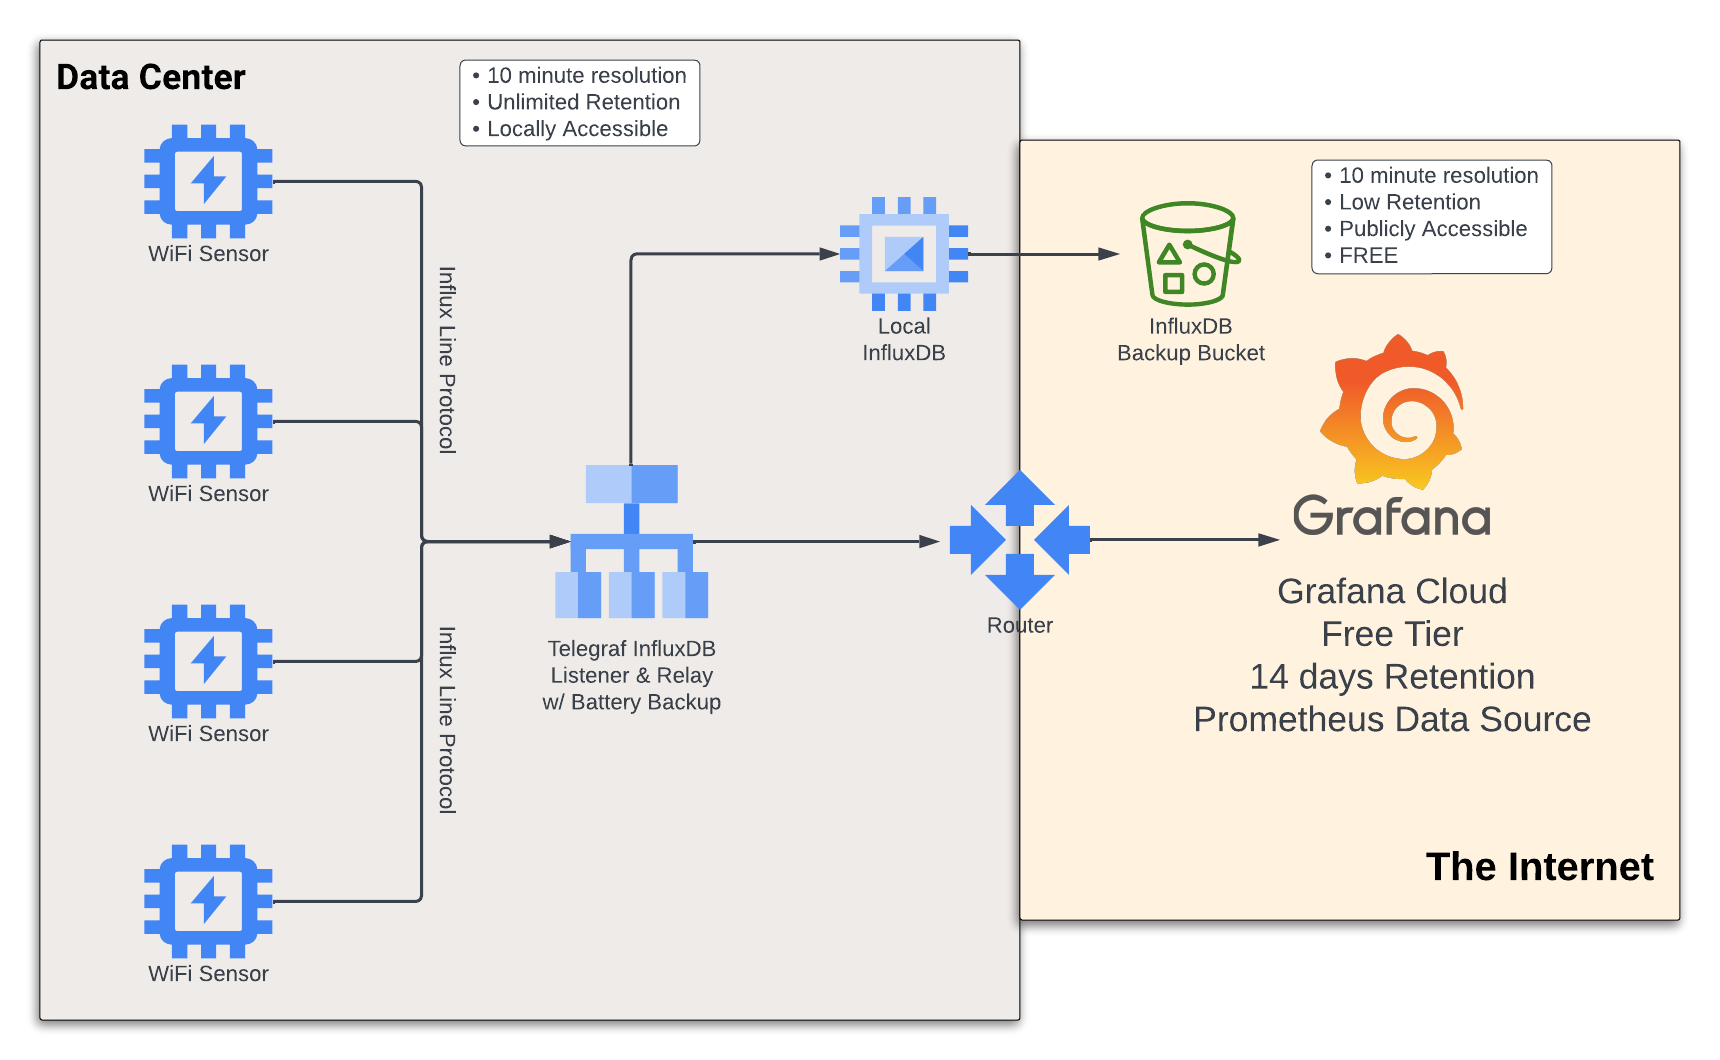 Data Center
• 10 minute resolution
• Unlimited Retention
• Locally Accessible
WiFi Sensor
WiFi Sensor
WiFi Sensor
WiFi Sensor
Influx Line Protocol
Influx Line Protocol
Telegraf InfluxDB
Listener & Relay
w/ Battery Backup
Local
InfluxDB
Router
InfluxDB
Backup Bucket
• 10 minute resolution
• Low Retention
• Publicly Accessible
• FREE
Grafana
Grafana Cloud
Free Tier
14 days Retention
Prometheus Data Source
The Internet